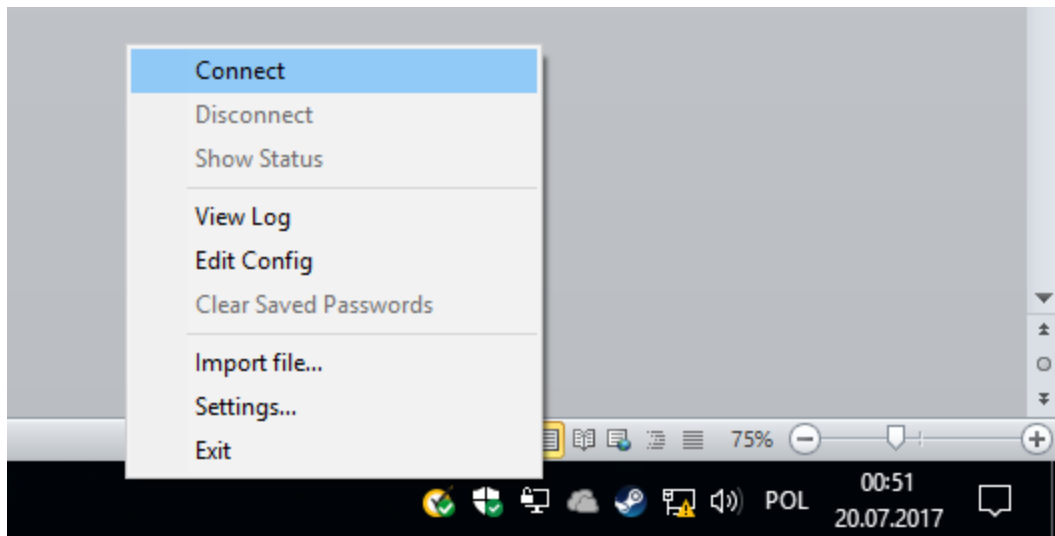 Connect
Disconnect
Show Status
View Log
Edit Config
Clear Saved Passwords
Import file...
Settings...
Exit
75%
POL
00:51
20.07.2017